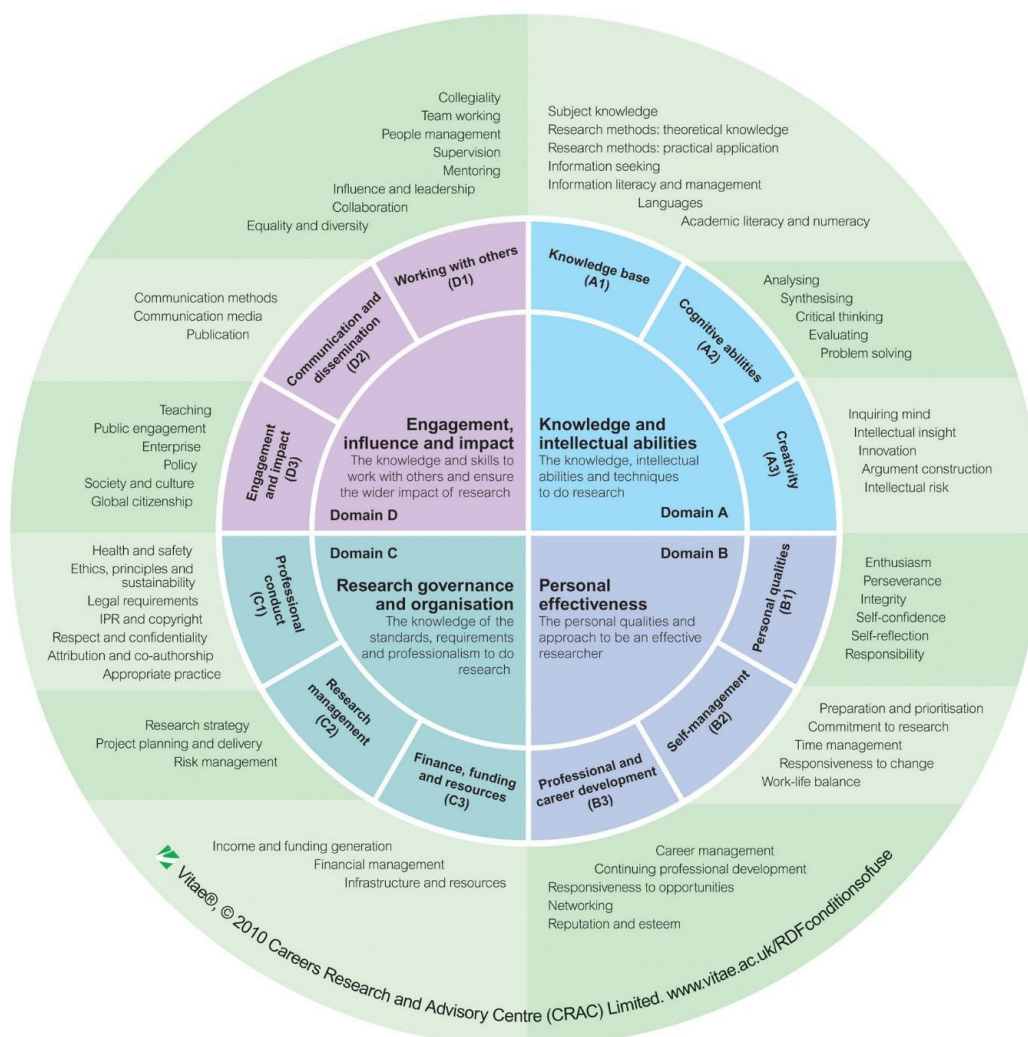 Collegiality
Team working
People management
Supervision
Mentoring
Influence and leadership
Collaboration
Equality and diversity
Subject knowledge
Research methods: theoretical knowledge
Research methods: practical application
Information seeking
Information literacy and management
Languages
Academic literacy and numeracy
Working with others
(D1)
Knowledge base
(A1)
Communication methods
Communication media
Publication
Communication and
dissemination
(D2)
Cognitive abilities
(A2)
Analysing
Synthesising
Critical thinking
Evaluating
Problem solving
Teaching
Public engagement
Enterprise
Policy
Society and culture
Global citizenship
Engagement
and impact
(D3)
Engagement,
influence and impact
The knowledge and skills to
work with others and ensure
the wider impact of research
Domain D
Knowledge and
intellectual abilities
The knowledge, intellectual
abilities and techniques
to do research
Domain A
Creativity
(A3)
Inquiring mind
Intellectual insight
Innovation
Argument construction
Intellectual risk
Health and safety
Ethics, principles and
sustainability
Legal requirements
IPR and copyright
Respect and confidentiality
Attribution and co-authorship
Appropriate practice
Professional
conduct
(C1)
Domain C
Research governance
and organisation
The knowledge of the
standards, requirements
and professionalism to do
research
Domain B
Personal
effectiveness
The personal qualities and
approach to be an effective
researcher
Personal qualities
(B1)
Enthusiasm
Perseverance
Integrity
Self-confidence
Self-reflection
Responsibility
Research strategy
Project planning and delivery
Risk management
Research
management
(C2)
Self-management
(B2)
Preparation and prioritisation
Commitment to research
Time management
Responsiveness to change
Work-life balance
Finance, funding
and resources
(C3)
Professional and
career development
(B3)
Income and funding generation
Financial management
Infrastructure and resources
Career management
Continuing professional development
Responsiveness to opportunities
Networking
Reputation and esteem
Vitae®, © 2010 Careers Research and Advisory Centre (CRAC) Limited. www.vitae.ac.uk/RDFconditionsofuse